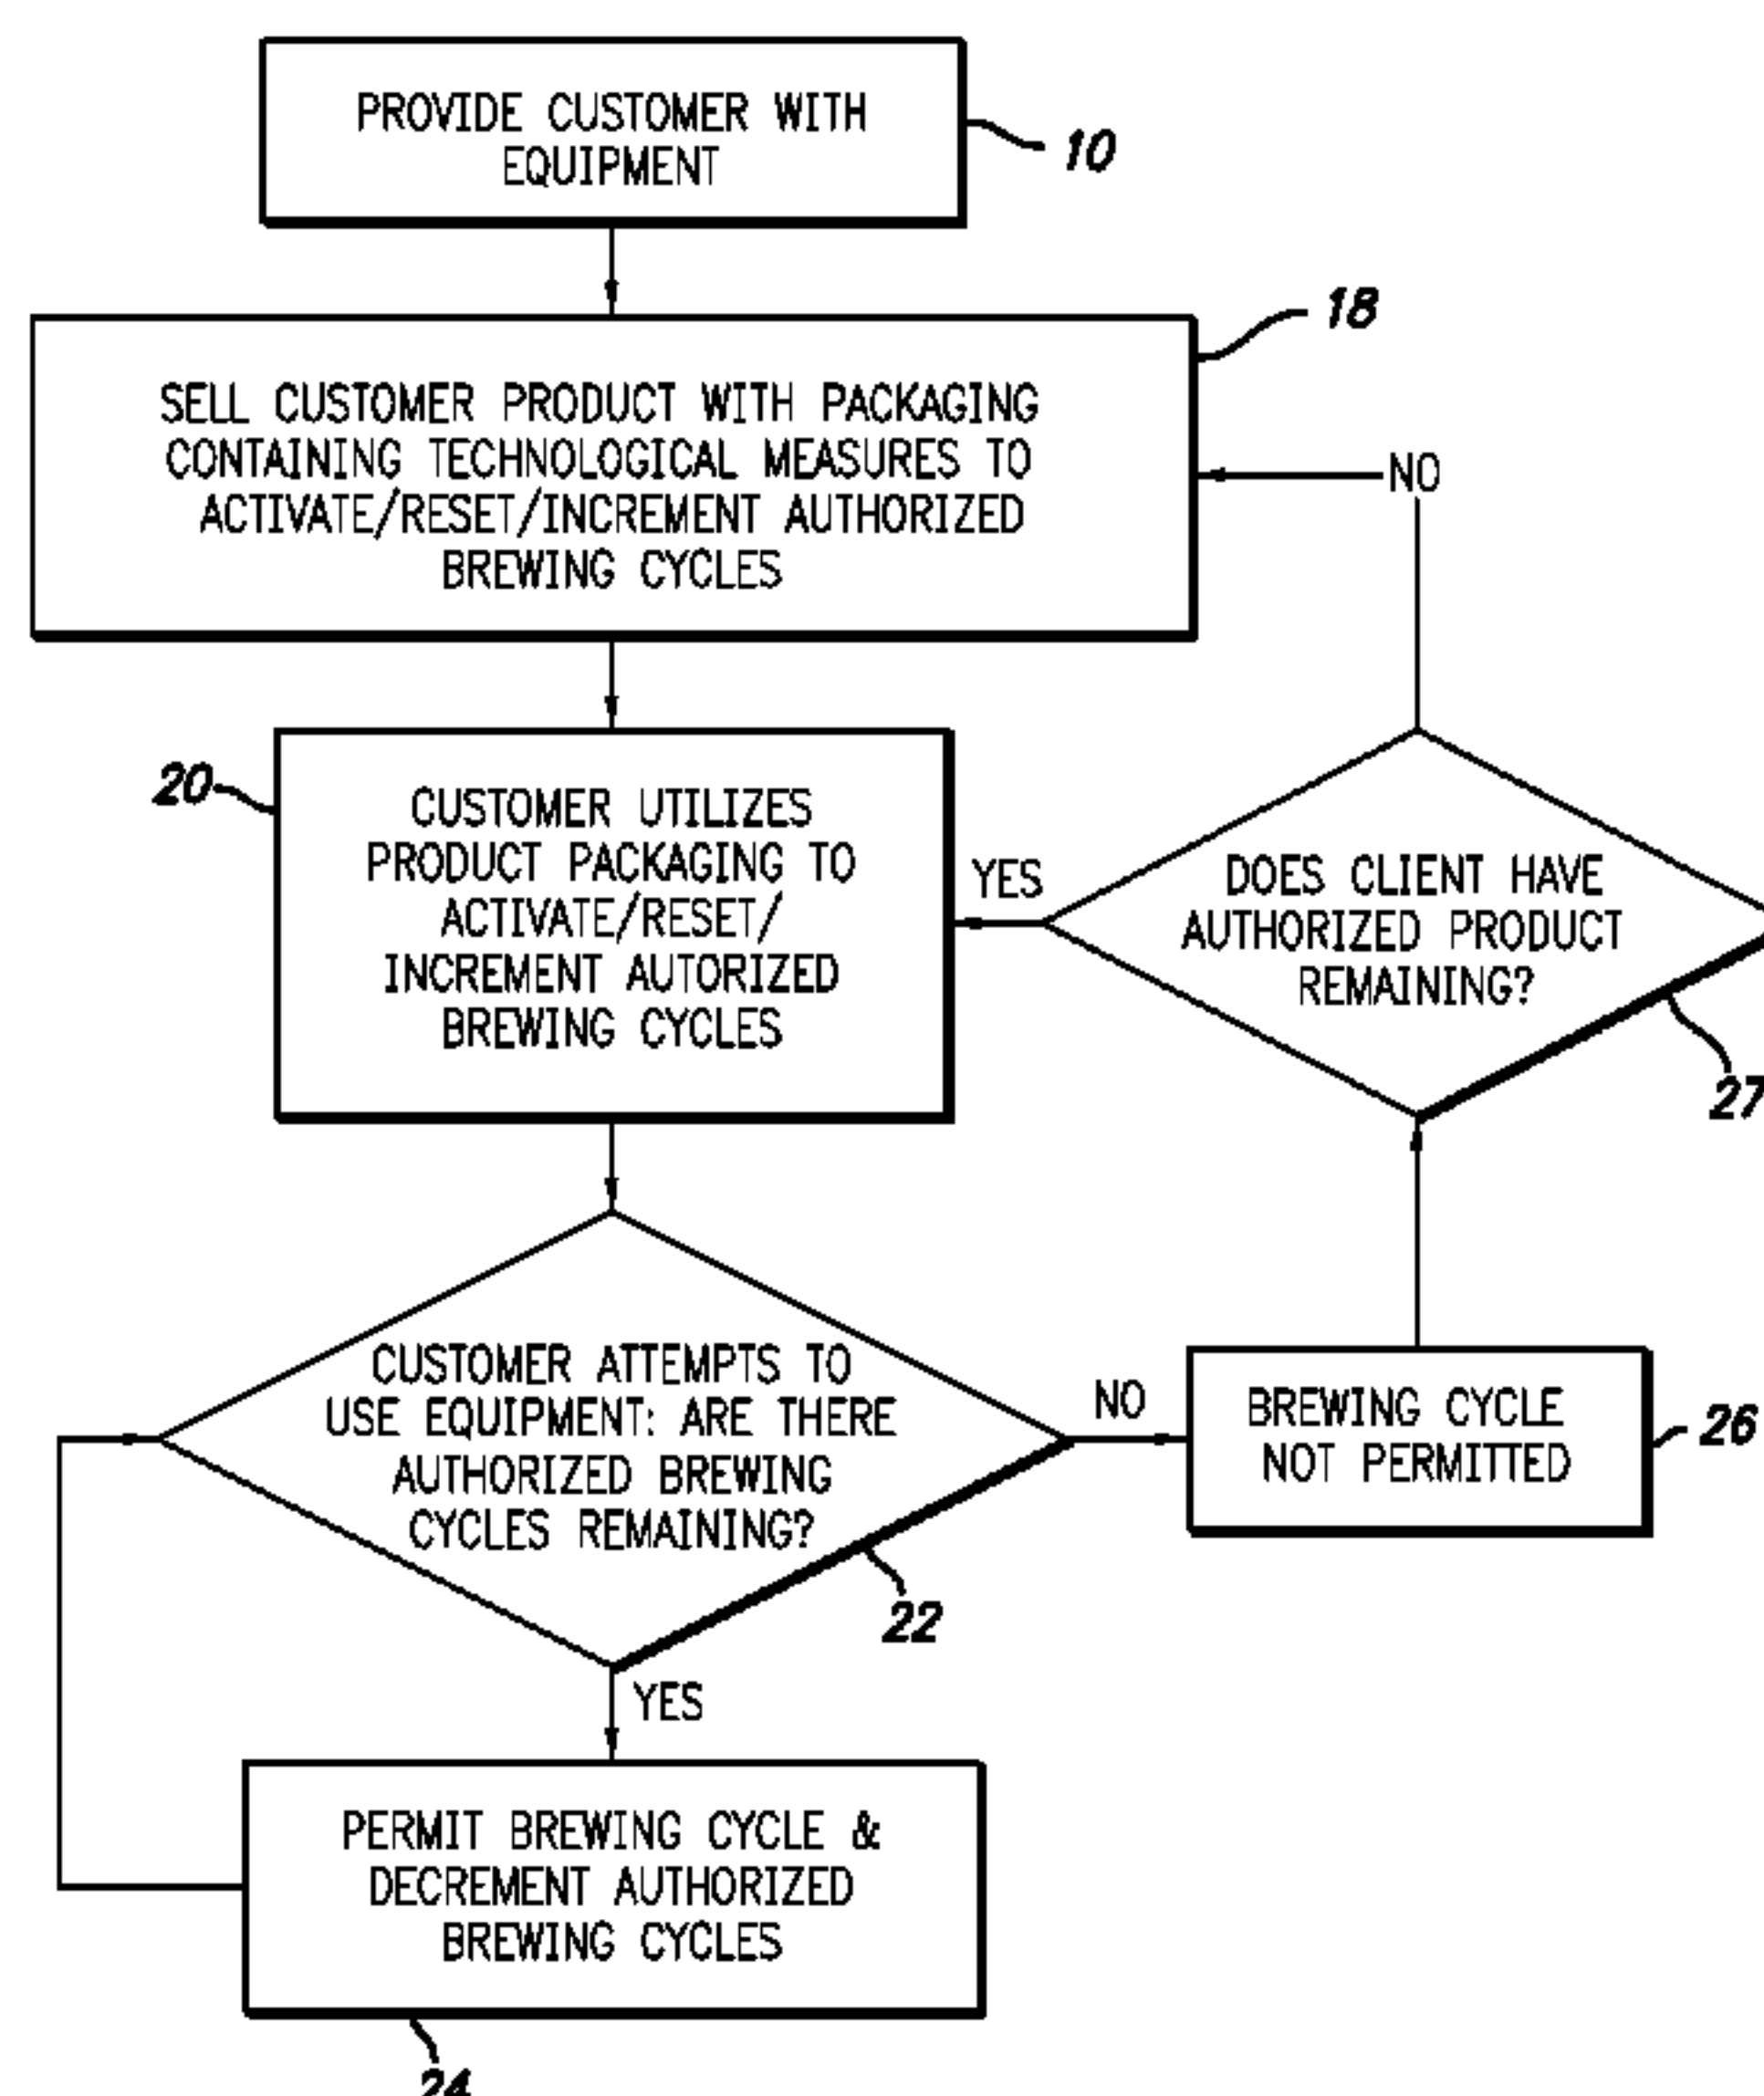 PROVIDE CUSTOMER WITH
EQUIPMENT
10
18
SELL CUSTOMER PRODUCT WITH PACKAGING
CONTAINING TECHNOLOGICAL MEASURES TO
ACTIVATE/RESET/INCREMENT AUTHORIZED
BREWING CYCLES
NO
20
CUSTOMER UTILIZES
PRODUCT PACKAGING TO
ACTIVATE/RESET/
INCREMENT AUTORIZED
BREWING CYCLES
YES
DOES CLIENT HAVE
AUTHORIZED PRODUCT
REMAINING?
27
CUSTOMER ATTEMPTS TO
USE EQUIPMENT: ARE THERE
AUTHORIZED BREWING
CYCLES REMAINING?
NO
BREWING CYCLE
NOT PERMITTED
26
22
YES
PERMIT BREWING CYCLE &
DECREMENT AUTHORIZED
BREWING CYCLES
24